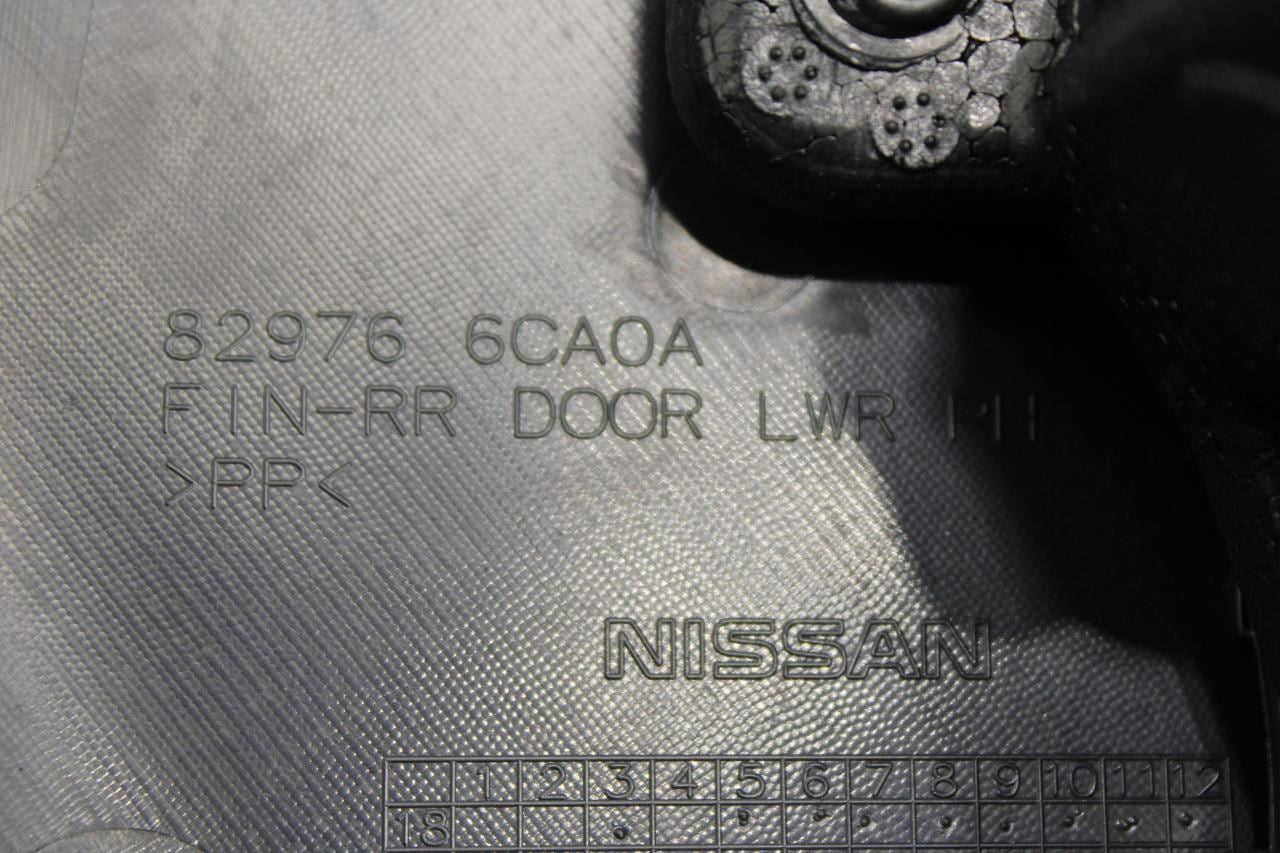 82976 6CA0A
FIN-RR DOOR LWR RH
>PP<
NISSAN
1 2 3 4 5 6 7 8 9 10 11 12
18